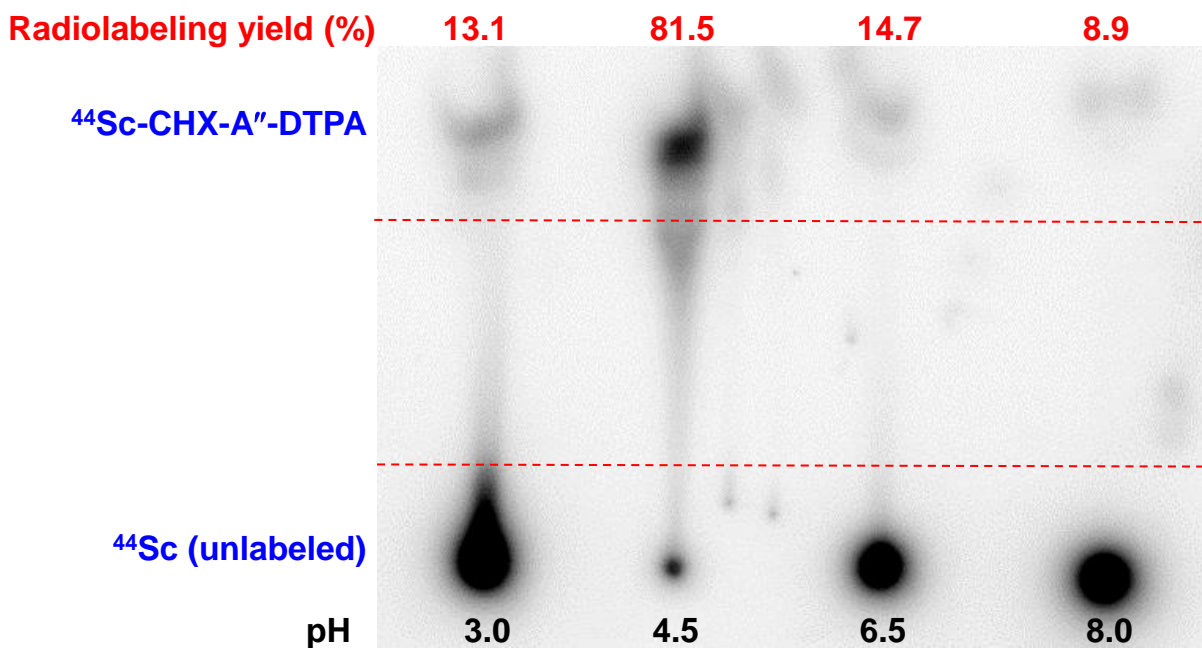 Radiolabeling yield (%) 13.1 81.5 14.7 8.9
⁴⁴Sc-CHX-A″-DTPA
⁴⁴Sc (unlabeled)
pH 3.0 4.5 6.5 8.0